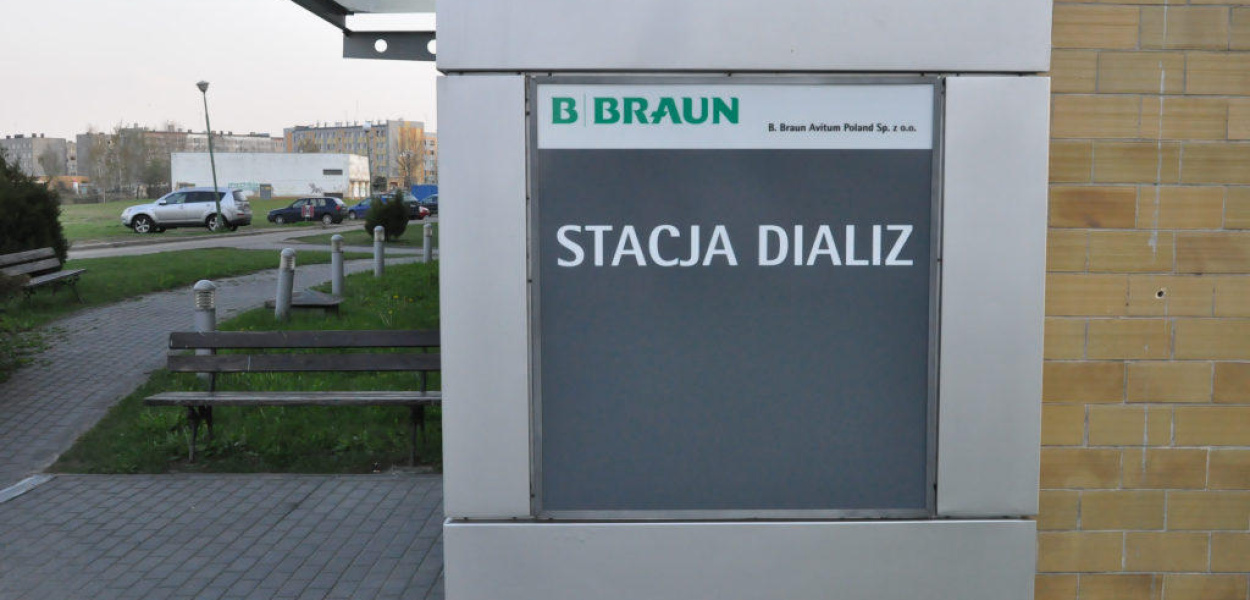 B BRAUN
B. Braun Avitum Poland Sp. z o.o.
STACJA DIALIZ